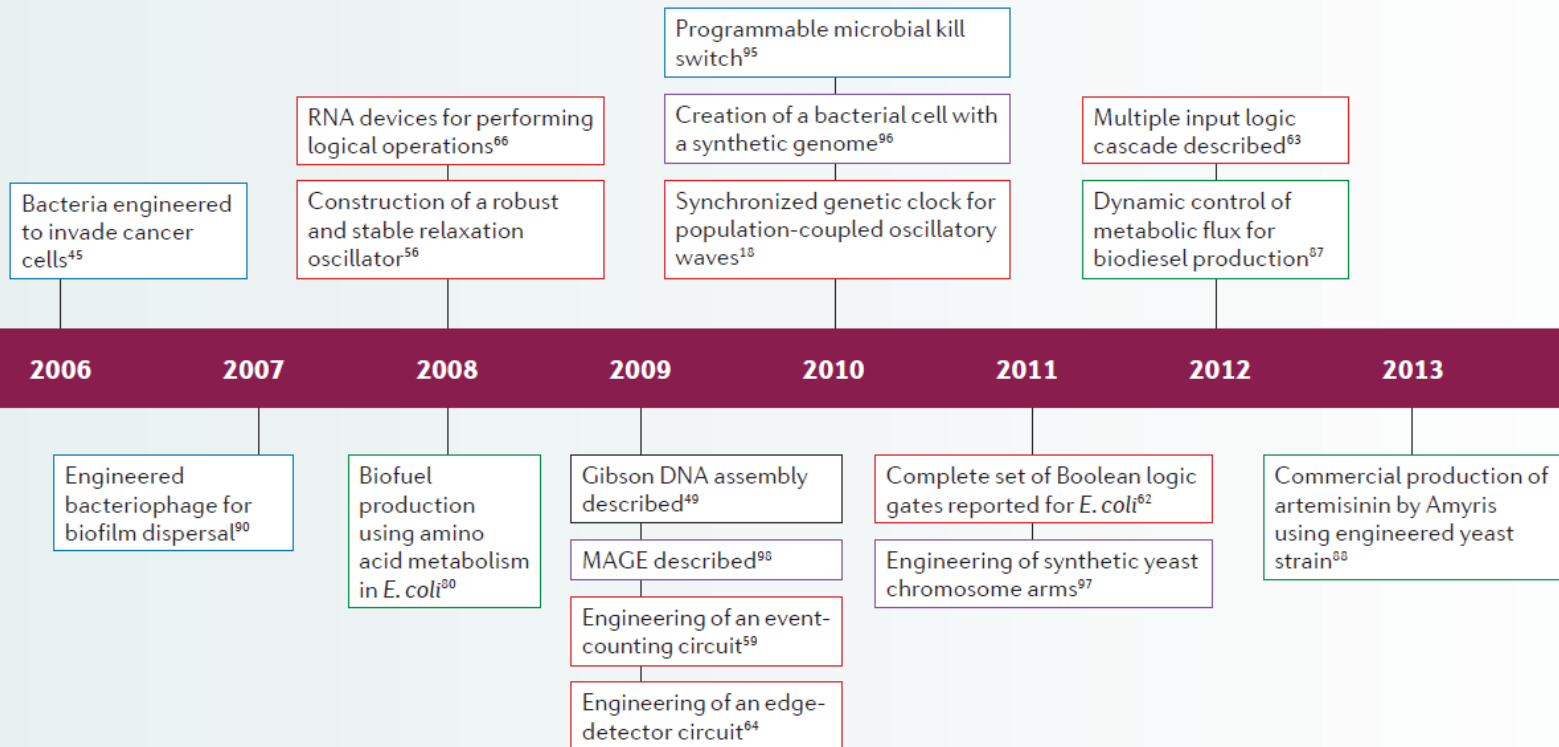 Programmable microbial kill
switch95
RNA devices for performing
logical operations66
Creation of a bacterial cell with
a synthetic genome96
Multiple input logic
cascade described63
Bacteria engineered
to invade cancer
cells45
Construction of a robust
and stable relaxation
oscillator56
Synchronized genetic clock for
population-coupled oscillatory
waves18
Dynamic control of
metabolic flux for
biodiesel production87
2006 2007 2008 2009 2010 2011 2012 2013
Engineered
bacteriophage for
biofilm dispersal90
Biofuel
production
using amino
acid metabolism
in E. coli80
Gibson DNA assembly
described49
MAGE described98
Engineering of an event-
counting circuit59
Engineering of an edge-
detector circuit64
Complete set of Boolean logic
gates reported for E. coli62
Engineering of synthetic yeast
chromosome arms97
Commercial production of
artemisinin by Amyris
using engineered yeast
strain88